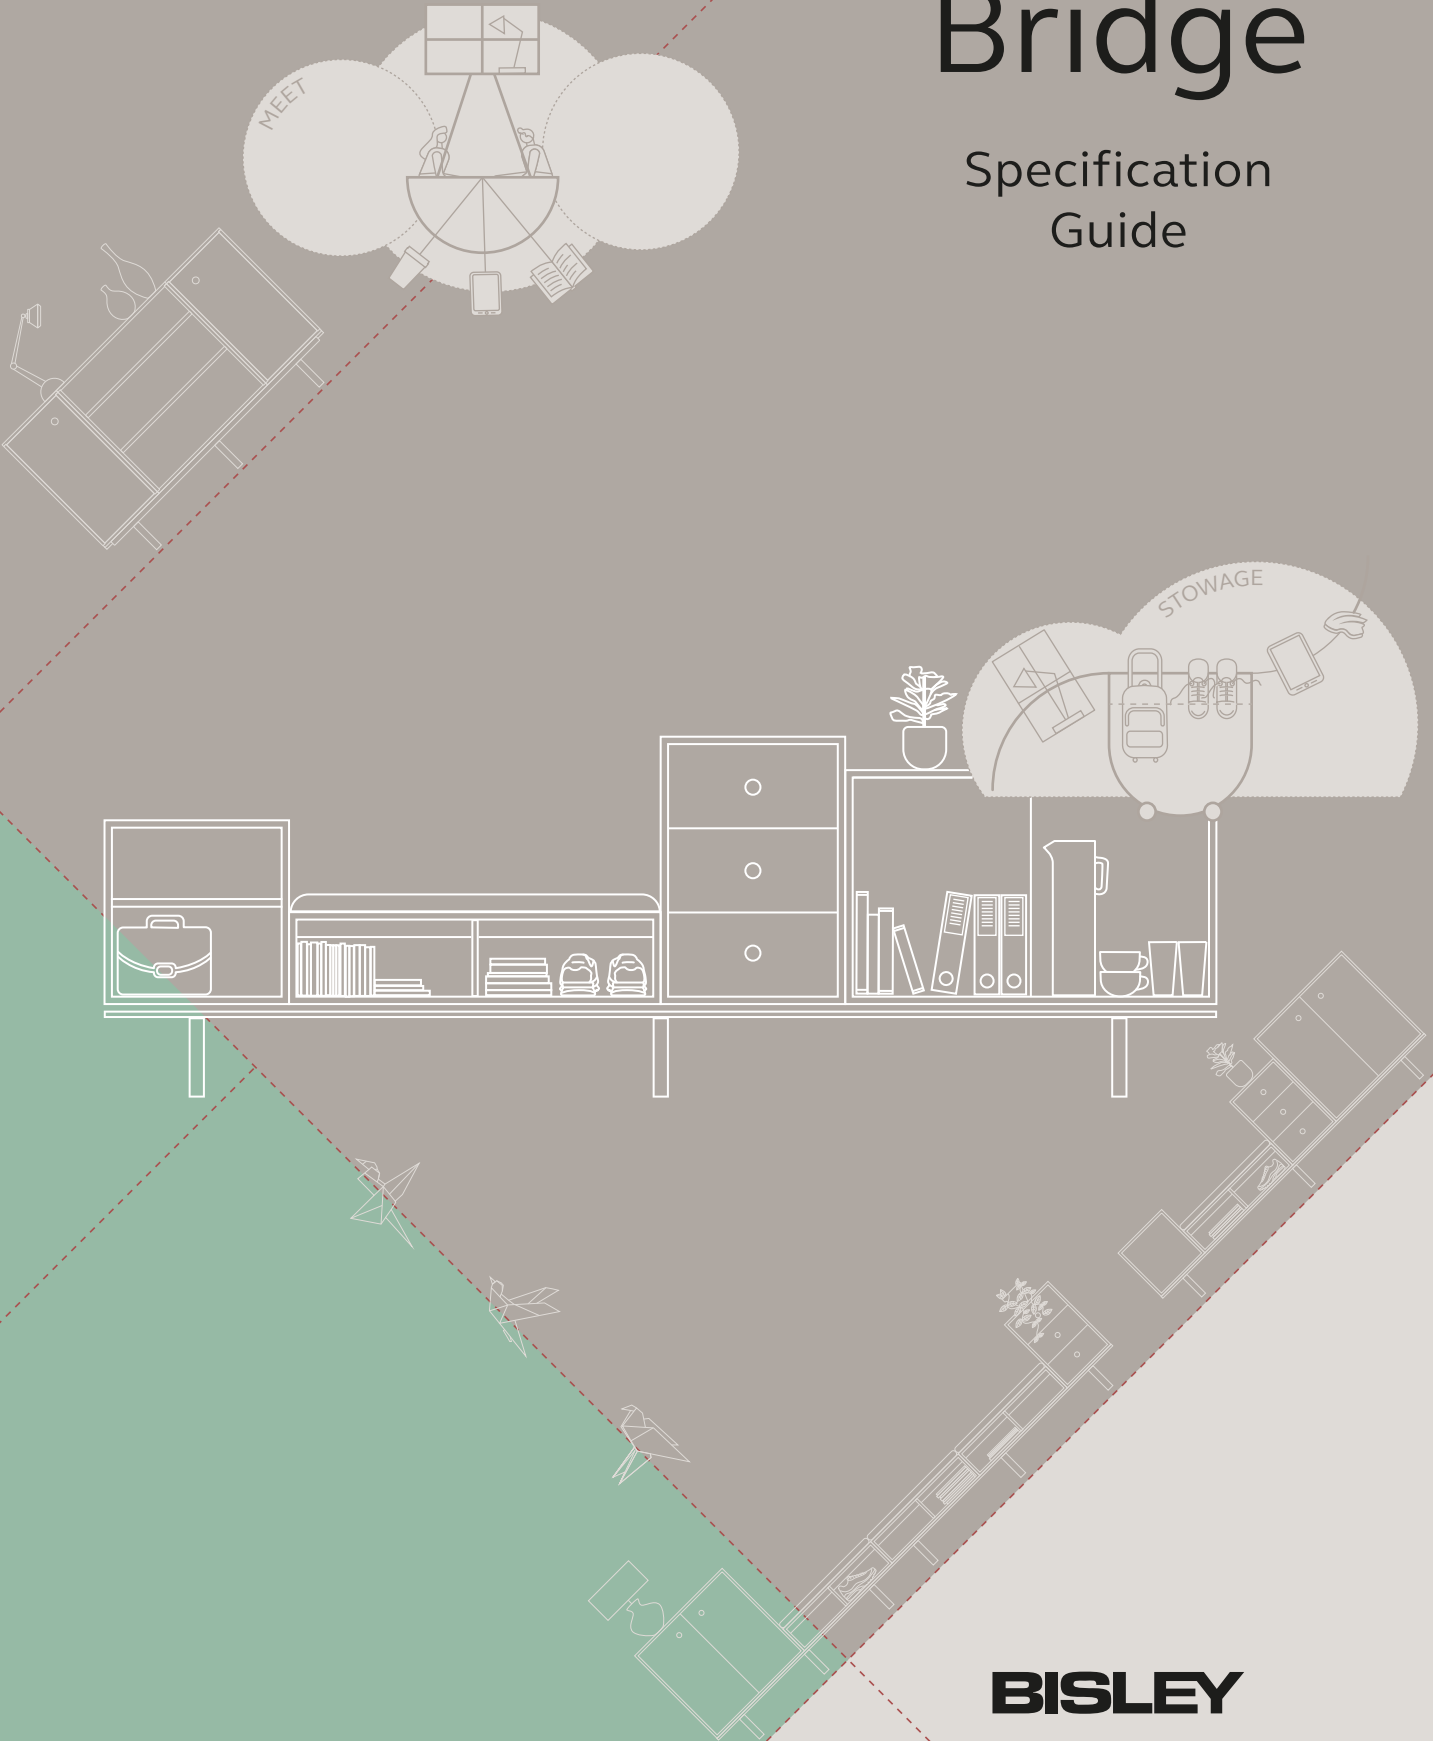 Bridge
MEET
Specification
Guide
STOWAGE
BISLEY